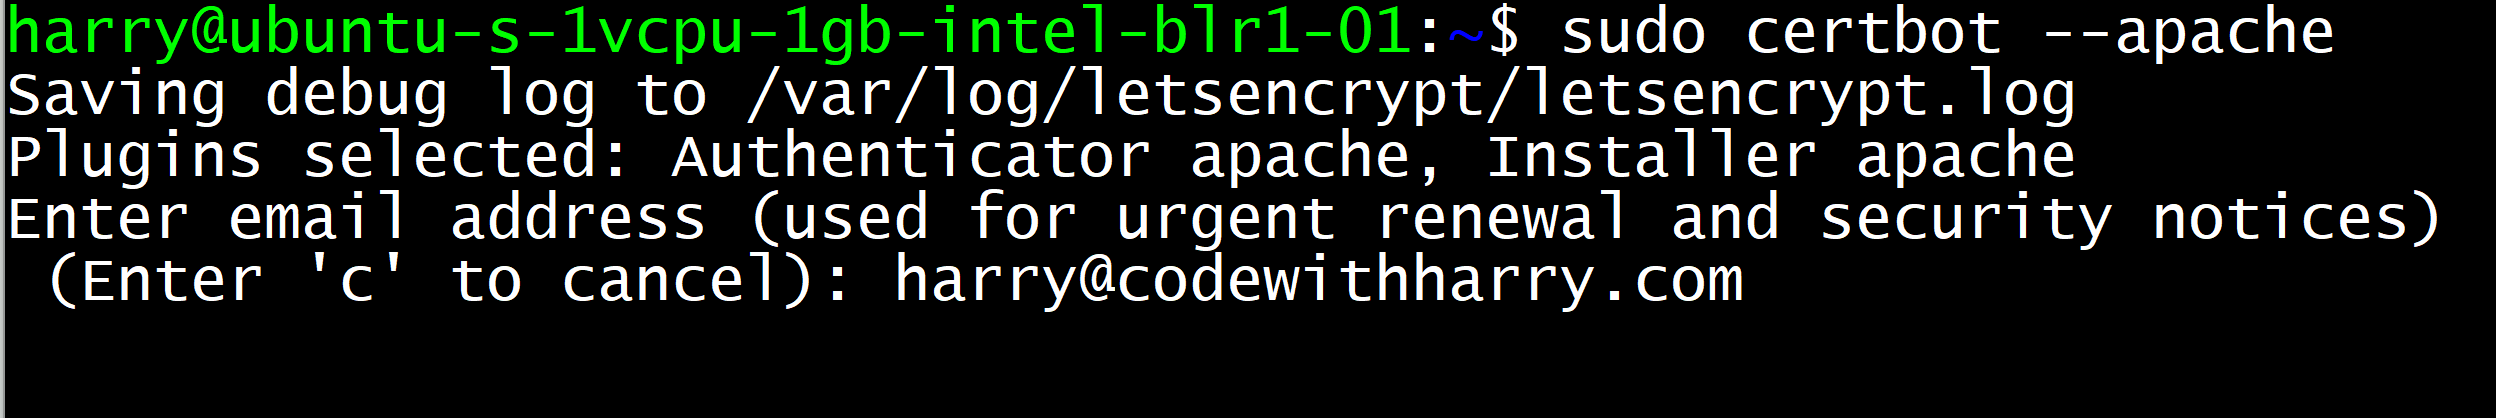 harry@ubuntu-s-1vcpu-1gb-intel-blr1-01:~$ sudo certbot --apache
Saving debug log to /var/log/letsencrypt/letsencrypt.log
Plugins selected: Authenticator apache, Installer apache
Enter email address (used for urgent renewal and security notices)
 (Enter 'c' to cancel): harry@codewithharry.com